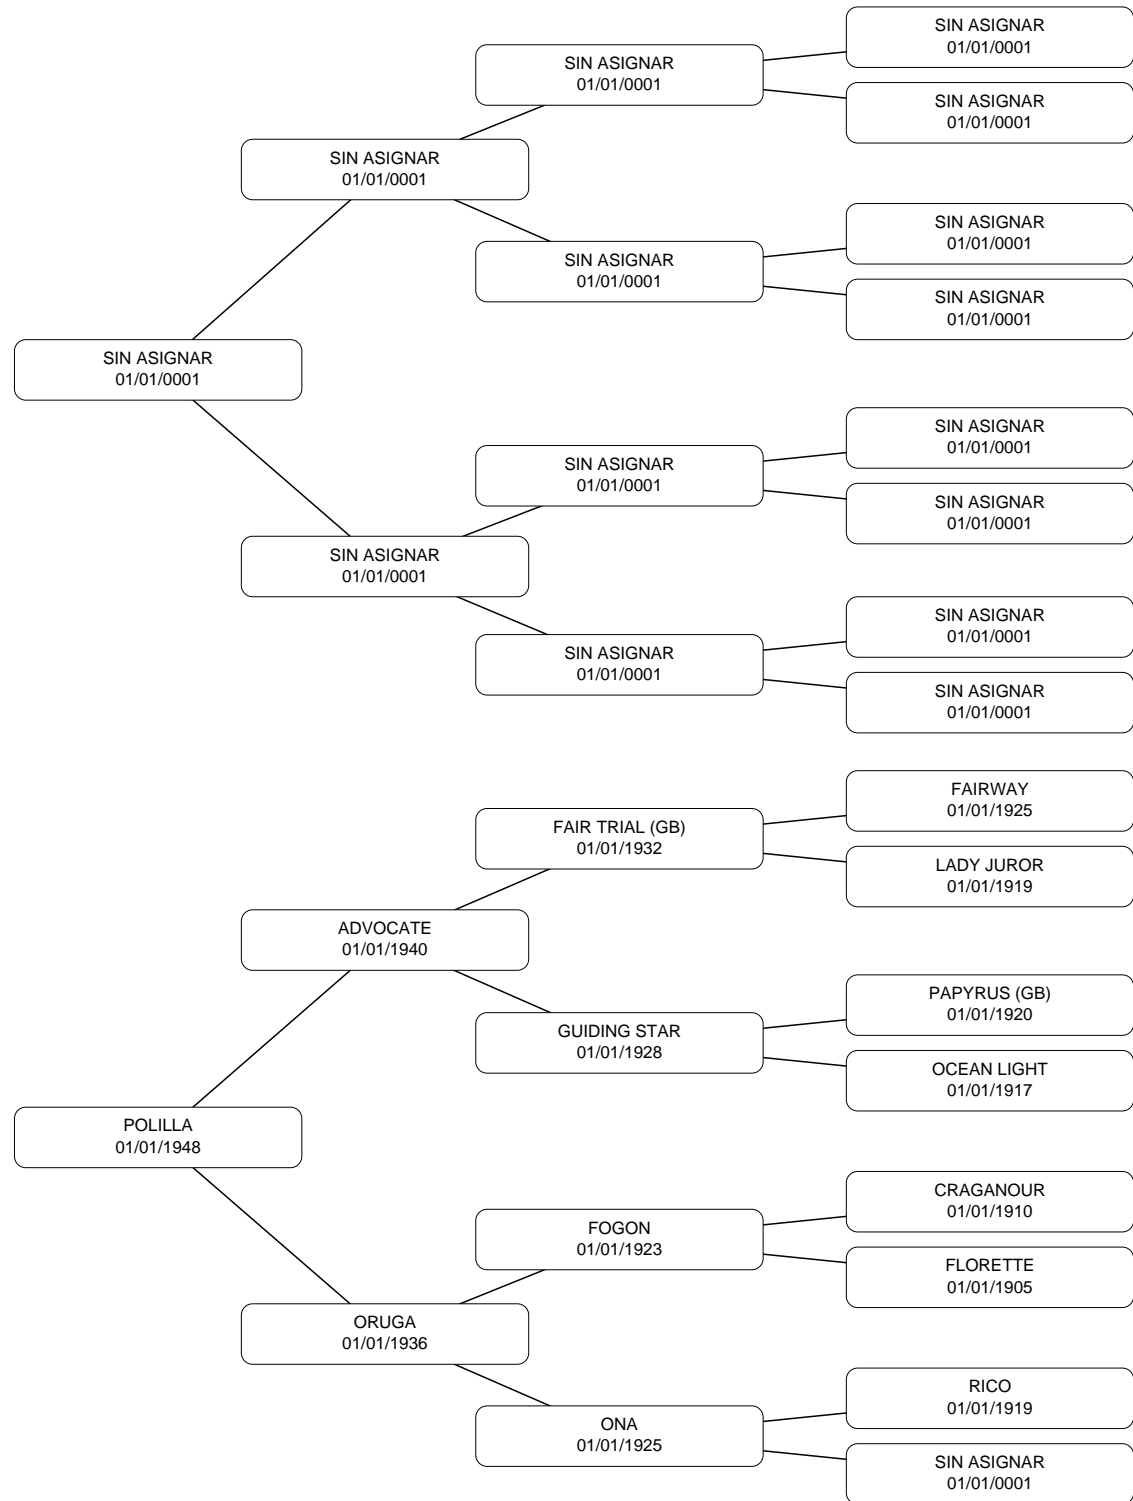 SIN ASIGNAR
01/01/0001
SIN ASIGNAR
01/01/0001
SIN ASIGNAR
01/01/0001
SIN ASIGNAR
01/01/0001
SIN ASIGNAR
01/01/0001
SIN ASIGNAR
01/01/0001
SIN ASIGNAR
01/01/0001
SIN ASIGNAR
01/01/0001
SIN ASIGNAR
01/01/0001
SIN ASIGNAR
01/01/0001
SIN ASIGNAR
01/01/0001
SIN ASIGNAR
01/01/0001
SIN ASIGNAR
01/01/0001
SIN ASIGNAR
01/01/0001
SIN ASIGNAR
01/01/0001
FAIRWAY
01/01/1925
FAIR TRIAL (GB)
01/01/1932
LADY JUROR
01/01/1919
ADVOCATE
01/01/1940
PAPYRUS (GB)
01/01/1920
GUIDING STAR
01/01/1928
OCEAN LIGHT
01/01/1917
POLILLA
01/01/1948
CRAGANOUR
01/01/1910
FOGON
01/01/1923
FLORETTE
01/01/1905
ORUGA
01/01/1936
RICO
01/01/1919
ONA
01/01/1925
SIN ASIGNAR
01/01/0001